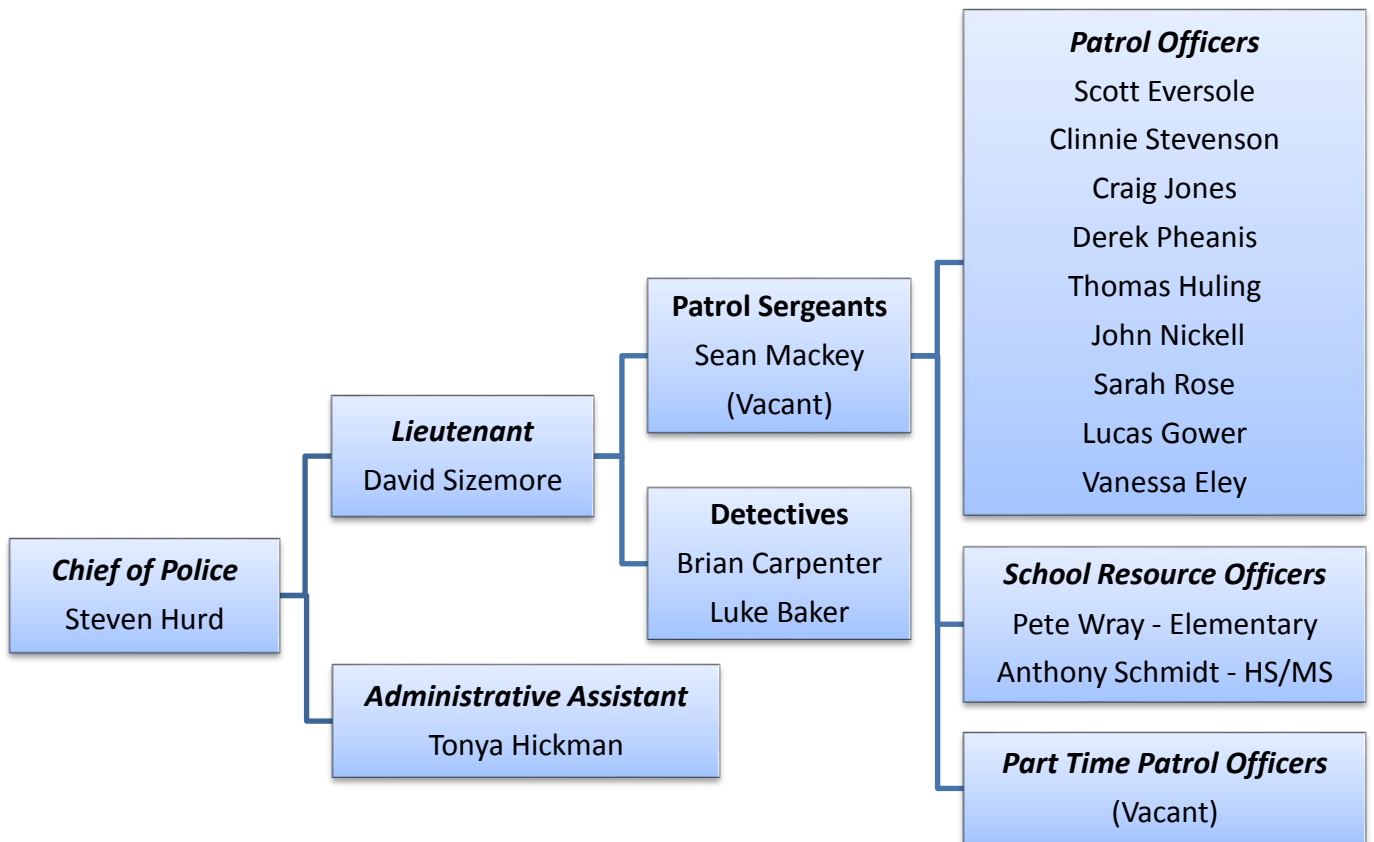 Chief of Police
Steven Hurd
Lieutenant
David Sizemore
Administrative Assistant
Tonya Hickman
Patrol Sergeants
Sean Mackey
(Vacant)
Detectives
Brian Carpenter
Luke Baker
Patrol Officers
Scott Eversole
Clinnie Stevenson
Craig Jones
Derek Pheanis
Thomas Huling
John Nickell
Sarah Rose
Lucas Gower
Vanessa Eley
School Resource Officers
Pete Wray - Elementary
Anthony Schmidt - HS/MS
Part Time Patrol Officers
(Vacant)